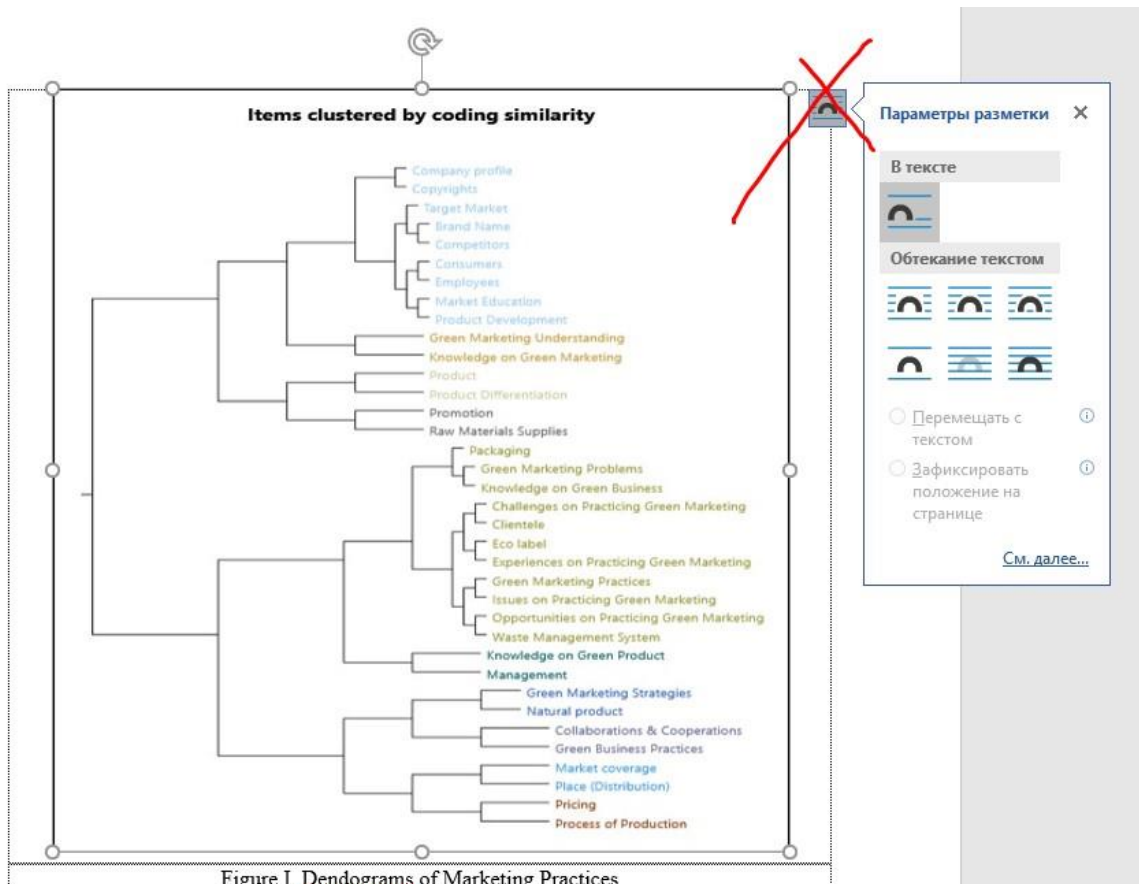 Items clustered by coding similarity
Company profile
Copyrights
Target Market
Brand Name
Competitors
Consumers
Employees
Market Education
Product Development
Green Marketing Understanding
Knowledge on Green Marketing
Product
Product Differentiation
Promotion
Raw Materials Supplies
Packaging
Green Marketing Problems
Knowledge on Green Business
Challenges on Practicing Green Marketing
Clientele
Eco label
Experiences on Practicing Green Marketing
Green Marketing Practices
Issues on Practicing Green Marketing
Opportunities on Practicing Green Marketing
Waste Management System
Knowledge on Green Product
Management
Green Marketing Strategies
Natural product
Collaborations & Cooperations
Green Business Practices
Market coverage
Place (Distribution)
Pricing
Process of Production
Figure I. Dendograms of Marketing Practices
Параметры разметки
В тексте
Обтекание текстом
Перемещать с
текстом
Зафиксировать
положение на
странице
См. далее...